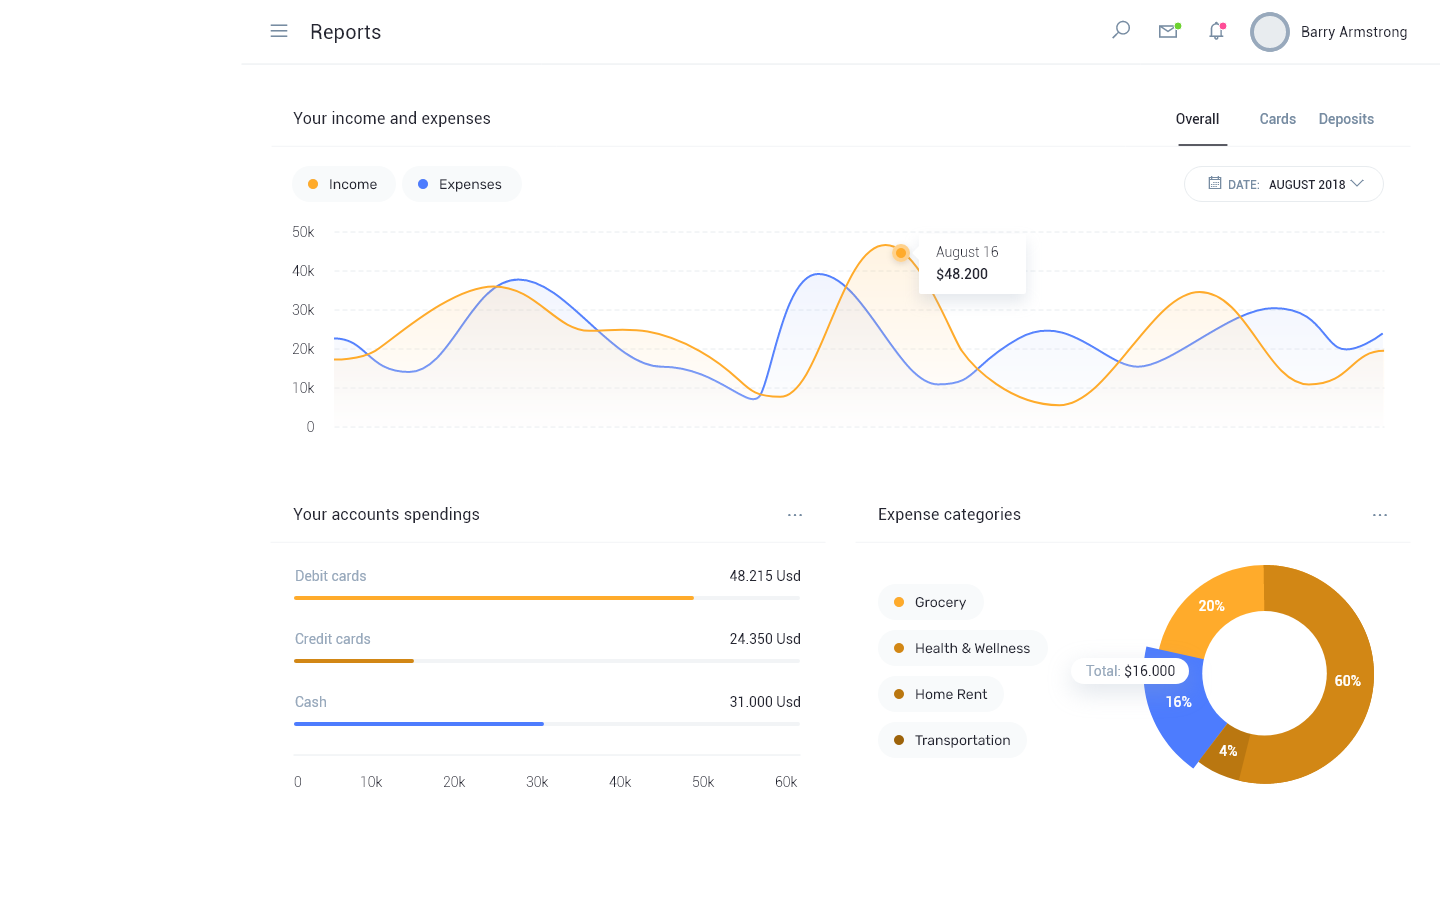 Reports
Barry Armstrong
Your income and expenses
Overall
Cards
Deposits
Income
Expenses
DATE: AUGUST 2018
50k
40k
30k
20k
10k
0
August 16
$48.200
Your accounts spendings
Debit cards
48.215 Usd
Credit cards
24.350 Usd
Cash
31.000 Usd
0 10k 20k 30k 40k 50k 60k
Expense categories
Grocery
Health & Wellness
Home Rent
Transportation
20%
Total: $16.000
60%
16%
4%